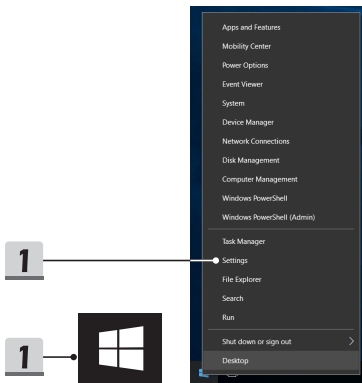 Apps and Features
Mobility Center
Power Options
Event Viewer
System
Device Manager
Network Connections
Disk Management
Computer Management
Windows PowerShell
Windows PowerShell (Admin)
Task Manager
1
Settings
File Explorer
Search
Run
Shut down or sign out
1
Desktop